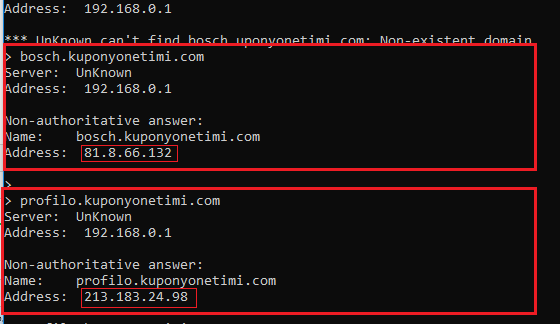 Address:  192.168.0.1
*** UnKnown can't find bosch.uponyonetimi.com: Non-existent domain
> bosch.kuponyonetimi.com
Server:  UnKnown
Address:  192.168.0.1
Non-authoritative answer:
Name:    bosch.kuponyonetimi.com
Address:  81.8.66.132
>
> profilo.kuponyonetimi.com
Server:  UnKnown
Address:  192.168.0.1
Non-authoritative answer:
Name:    profilo.kuponyonetimi.com
Address:  213.183.24.98